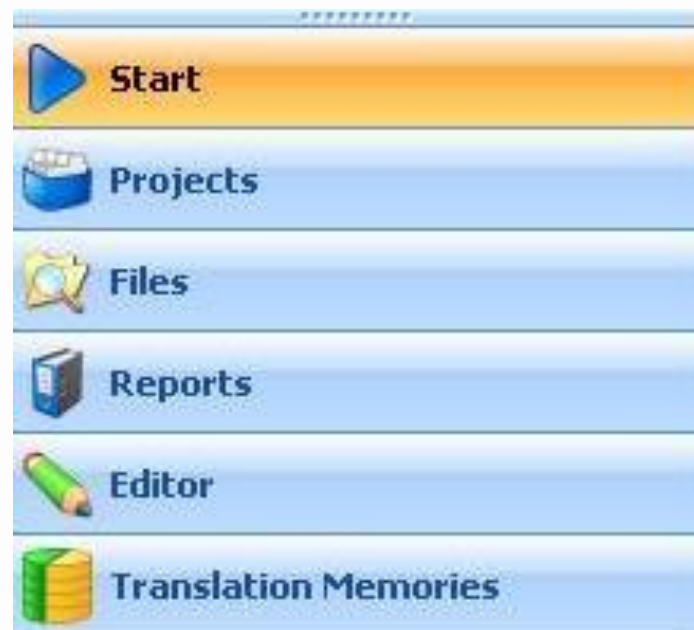 Start
Projects
Files
Reports
Editor
Translation Memories